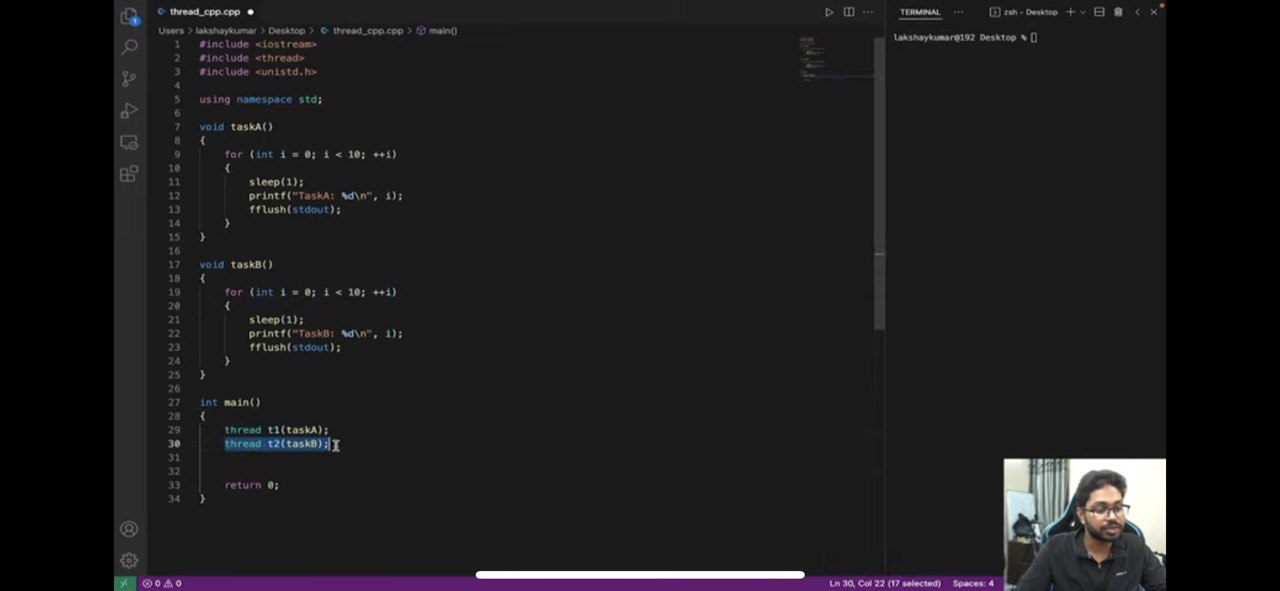 thread_cpp.cpp
TERMINAL
zsh - Desktop
Users > lakshaykumar > Desktop > thread_cpp.cpp > main()
lakshaykumar@192 Desktop %
1 #include <iostream>
2 #include <thread>
3 #include <unistd.h>
4
5 using namespace std;
6
7 void taskA()
8 {
9 for (int i = 0; i < 10; ++i)
10 {
11 sleep(1);
12 printf("TaskA: %d\n", i);
13 fflush(stdout);
14 }
15 }
16
17 void taskB()
18 {
19 for (int i = 0; i < 10; ++i)
20 {
21 sleep(1);
22 printf("TaskB: %d\n", i);
23 fflush(stdout);
24 }
25 }
26
27 int main()
28 {
29 thread t1(taskA);
30 thread t2(taskB);
31
32
33 return 0;
34 }
0 0
Ln 30, Col 22 (17 selected) Spaces: 4